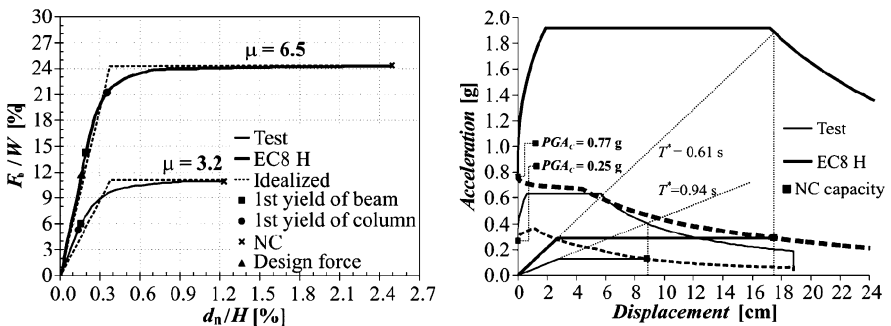 30
27
24
21
18
15
12
9
6
3
0
F_b/W [%]
μ = 6.5
μ = 3.2
Test
EC8 H
Idealized
1st yield of beam
1st yield of column
NC
Design force
0.0 0.3 0.6 0.9 1.2 1.5 1.8 2.1 2.4 2.7
d_n/H [%]
2.0
1.8
1.6
1.4
1.2
1.0
0.8
0.6
0.4
0.2
0.0
Acceleration [g]
PGA_C = 0.77 g
PGA_C = 0.25 g
T* = 0.61 s
T*=0.94 s
Test
EC8 H
NC capacity
0 2 4 6 8 10 12 14 16 18 20 22 24
Displacement [cm]